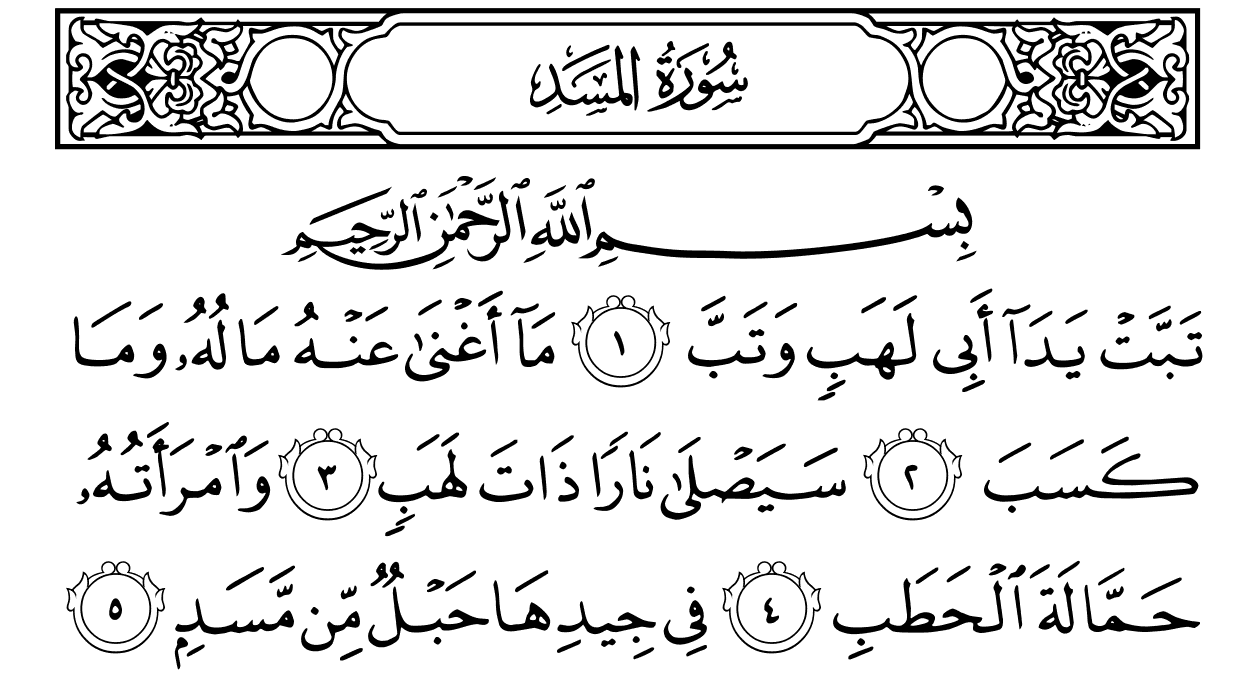 سُورَةُ المَسَدِ
بِسْمِ ٱللَّهِ ٱلرَّحْمَٰنِ ٱلرَّحِيمِ
تَبَّتْ يَدَآ أَبِي لَهَبٍ وَتَبَّ ١ مَآ أَغْنَىٰ عَنْهُ مَالُهُۥ وَمَا
كَسَبَ ٢ سَيَصْلَىٰ نَارًا ذَاتَ لَهَبٍ ٣ وَٱمْرَأَتُهُۥ
حَمَّالَةَ ٱلْحَطَبِ ٤ فِي جِيدِهَا حَبْلٌ مِّن مَّسَدٍۭ ٥